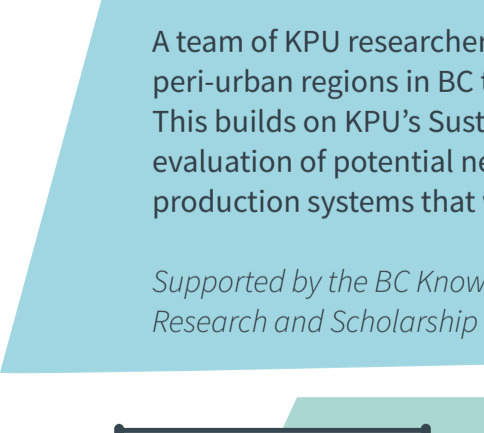 A team of KPU researcher
peri-urban regions in BC
This builds on KPU's Sust
evaluation of potential ne
production systems that
Supported by the BC Know
Research and Scholarship